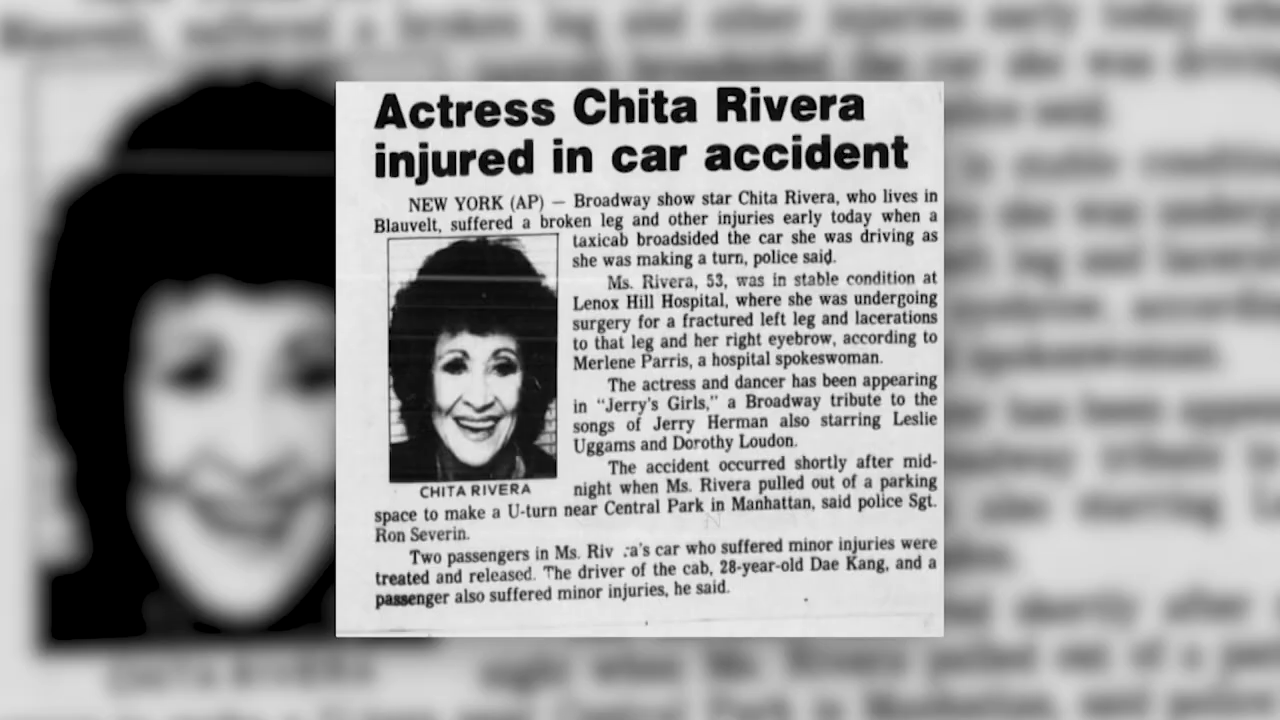 Actress Chita Rivera
injured in car accident
NEW YORK (AP) — Broadway show star Chita Rivera, who lives in
Blauvelt, suffered a broken leg and other injuries early today when a
taxicab broadsided the car she was driving as
she was making a turn, police said.
Ms. Rivera, 53, was in stable condition at
Lenox Hill Hospital, where she was undergoing
surgery for a fractured left leg and lacerations
to that leg and her right eyebrow, according to
Merlene Parris, a hospital spokeswoman.
The actress and dancer has been appearing
in "Jerry's Girls," a Broadway tribute to the
songs of Jerry Herman also starring Leslie
Uggams and Dorothy Loudon.
The accident occurred shortly after mid-
night when Ms. Rivera pulled out of a parking
CHITA RIVERA
space to make a U-turn near Central Park in Manhattan, said police Sgt.
Ron Severin.
Two passengers in Ms. Riv .a's car who suffered minor injuries were
treated and released. The driver of the cab, 28-year-old Dae Kang, and a
passenger also suffered minor injuries, he said.